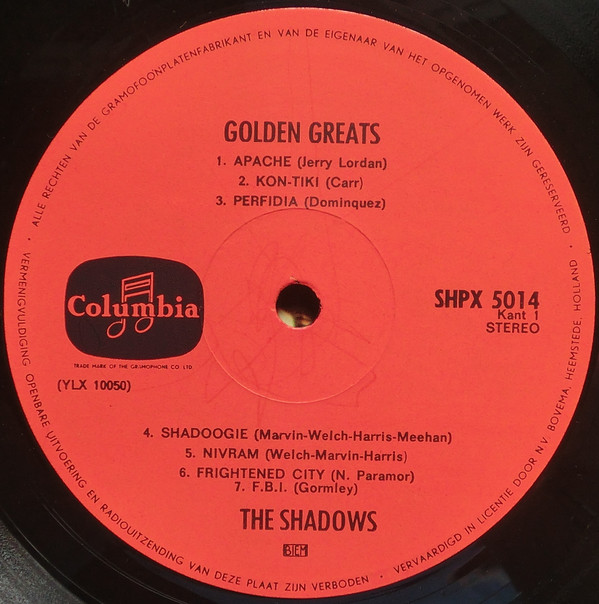 ALLE RECHTEN VAN DE GRAMOFOONPLATENFABRIKANT EN VAN DE EIGENAAR VAN HET OPGENOMEN WERK ZIJN GERESERVEERD
GOLDEN GREATS
1. APACHE (Jerry Lordan)
2. KON-TIKI (Carr)
3. PERFIDIA (Dominquez)
Columbia
TRADE MARK OF THE GRAMOPHONE CO LTD
(YLX 10050)
SHPX 5014
Kant 1
STEREO
4. SHADOOGIE (Marvin-Welch-Harris-Meehan)
5. NIVRAM (Welch-Marvin-Harris)
6. FRIGHTENED CITY (N. Paramor)
7. F.B.I. (Gormley)
THE SHADOWS
BIEM
VERMENIGVULDIGING OPENBARE UITVOERING EN RADIOUITZENDING VAN DEZE PLAAT ZIJN VERBODEN • VERVAARDIGD IN LICENTIE DOOR N.V. BOVEMA, HEEMSTEDE, HOLLAND •